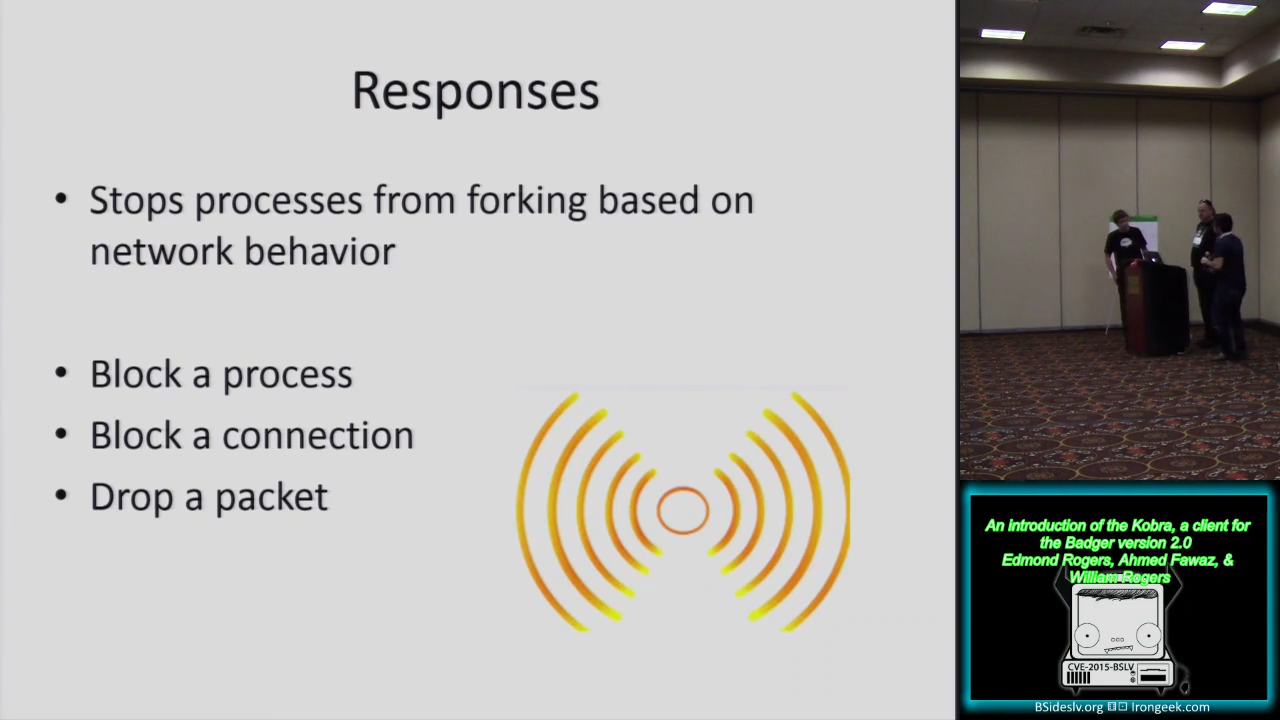 Responses
• Stops processes from forking based on
network behavior
• Block a process
• Block a connection
• Drop a packet
An introduction of the Kobra, a client for
the Badger version 2.0
Edmond Rogers, Ahmed Fawaz, &
William Rogers
CVE-2015-BSLV
BSideslv.org Irongeek.com